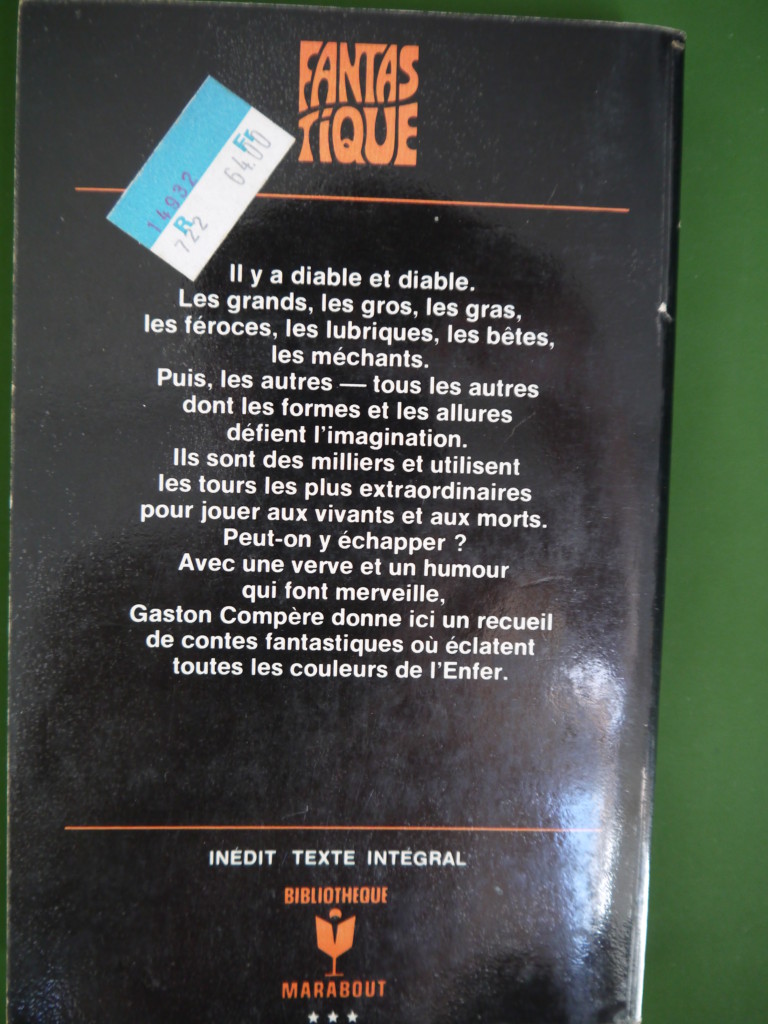 FANTAS
TIQUE
14932
Fr
64.00
R
722
Il y a diable et diable.
Les grands, les gros, les gras,
les féroces, les lubriques, les bêtes,
les méchants.
Puis, les autres — tous les autres
dont les formes et les allures
défient l'imagination.
Ils sont des milliers et utilisent
les tours les plus extraordinaires
pour jouer aux vivants et aux morts.
Peut-on y échapper ?
Avec une verve et un humour
qui font merveille,
Gaston Compère donne ici un recueil
de contes fantastiques où éclatent
toutes les couleurs de l'Enfer.
INÉDIT TEXTE INTÉGRAL
BIBLIOTHEQUE
MARABOUT
★★★